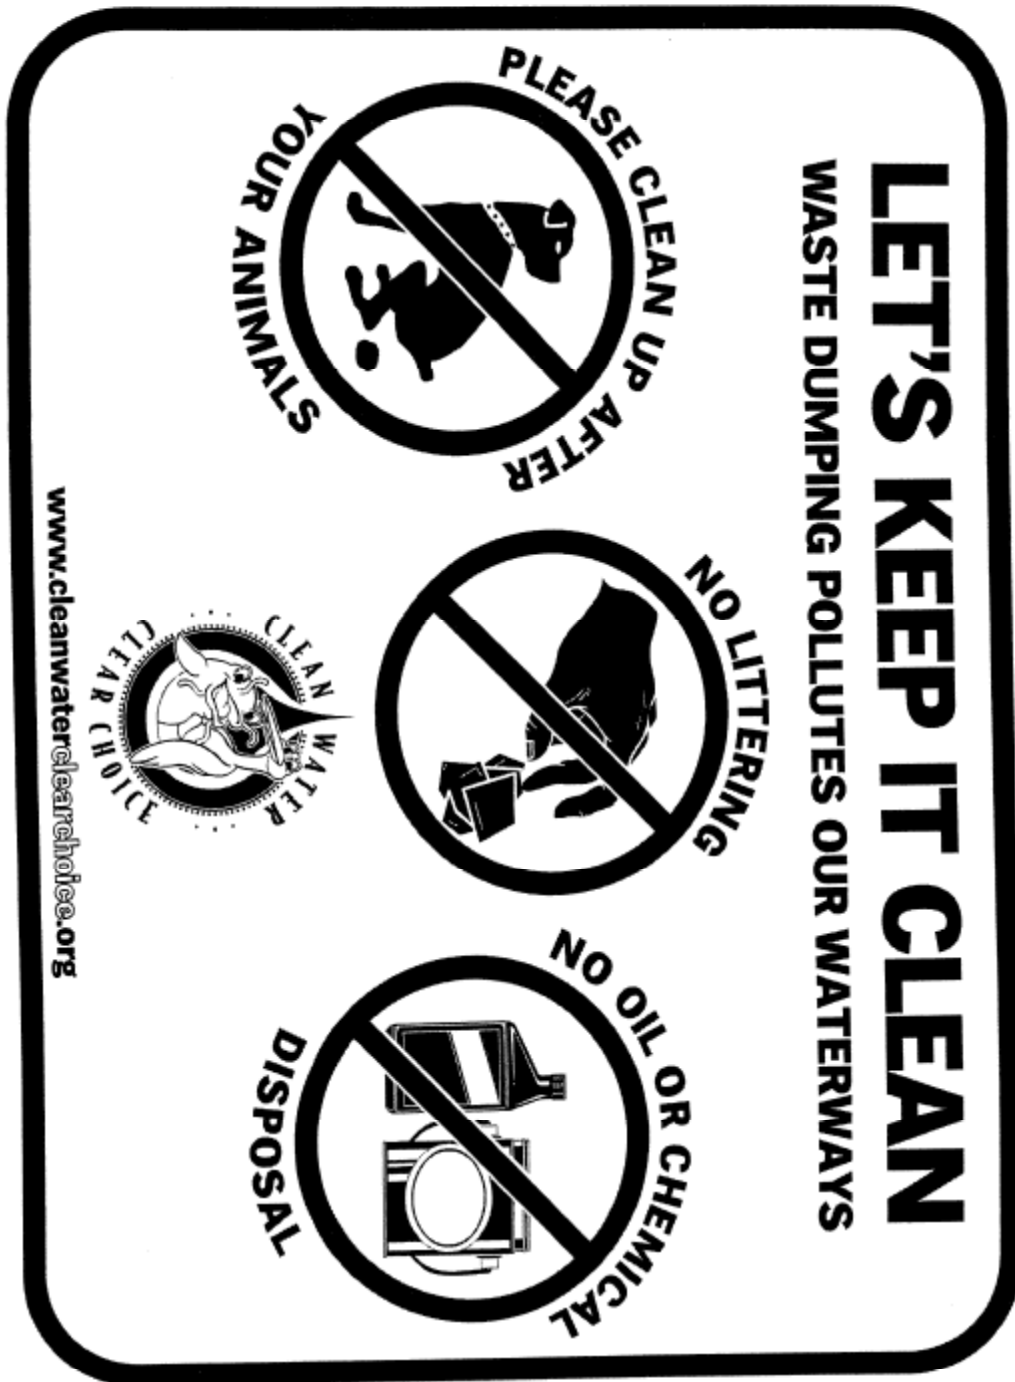 LET'S KEEP IT CLEAN
WASTE DUMPING POLLUTES OUR WATERWAYS
PLEASE CLEAN UP AFTER
YOUR ANIMALS
NO LITTERING
NO OIL OR CHEMICAL
DISPOSAL
CLEAN WATER
CLEAR CHOICE
www.cleanwaterclearchoice.org